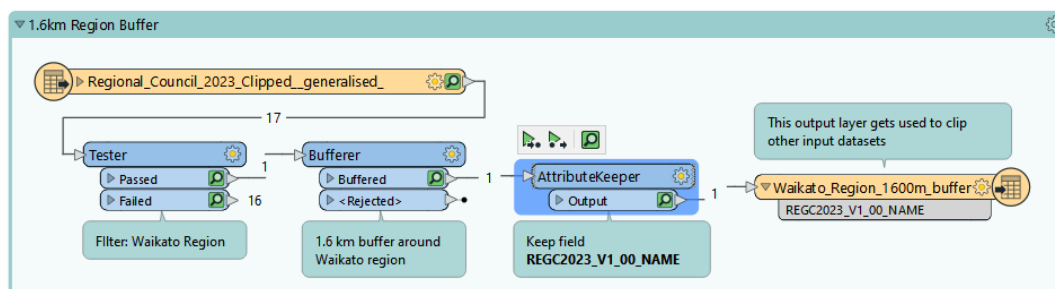 1.6km Region Buffer
Regional_Council_2023_Clipped__generalised_
17
Tester
Passed
Failed
1
16
FIlter: Waikato Region
Bufferer
Buffered
<Rejected>
1
1.6 km buffer around
Waikato region
AttributeKeeper
Output
1
Keep field
REGC2023_V1_00_NAME
This output layer gets used to clip
other input datasets
Waikato_Region_1600m_buffer
REGC2023_V1_00_NAME